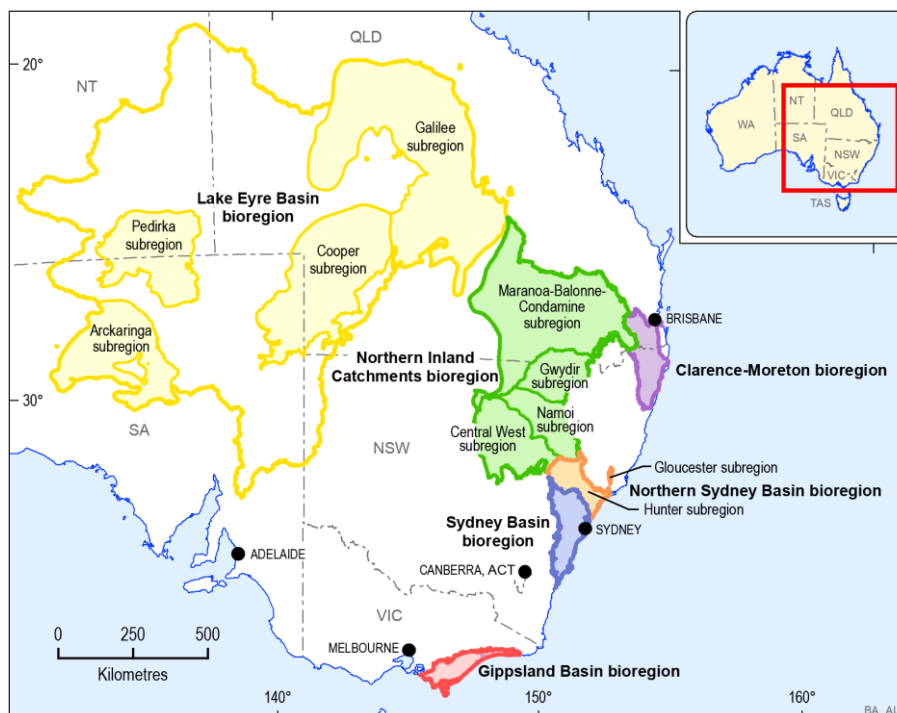 QLD
20°
NT
NT
QLD
WA
SA
NSW
VIC
TAS
Galilee
subregion
Lake Eyre Basin
bioregion
Pedirka
subregion
Cooper
subregion
Maranoa-Balonne-
Condamine
subregion
BRISBANE
Arckaringa
subregion
Northern Inland
Catchments bioregion
Gwydir
subregion
Clarence-Moreton bioregion
30°
SA
NSW
Central West
subregion
Namoi
subregion
Gloucester subregion
Northern Sydney Basin bioregion
Hunter subregion
Sydney Basin
bioregion
SYDNEY
ADELAIDE
CANBERRA, ACT
VIC
0 250 500
Kilometres
MELBOURNE
Gippsland Basin bioregion
140° 150° 160°